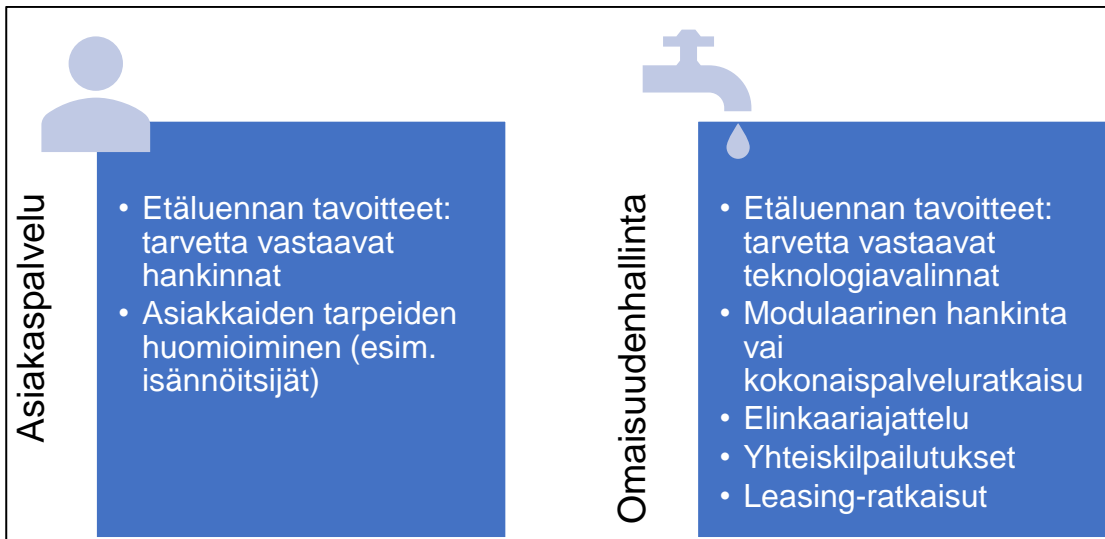 Asiakaspalvelu
• Etäluennan tavoitteet:
tarvetta vastaavat
hankinnat
• Asiakkaiden tarpeiden
huomioiminen (esim.
isännöitsijät)
Omaisuudenhallinta
• Etäluennan tavoitteet:
tarvetta vastaavat
teknologiavalinnat
• Modulaarinen hankinta
vai
kokonaispalveluratkaisu
• Elinkaariajattelu
• Yhteiskilpailutukset
• Leasing-ratkaisut